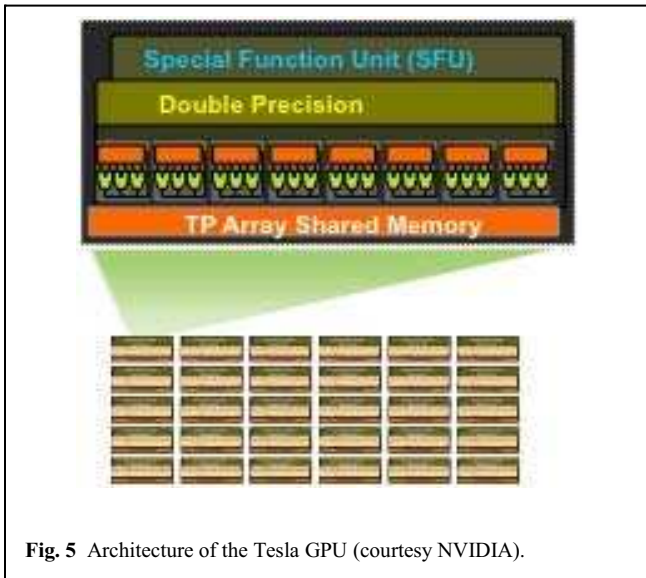 Special Function Unit (SFU)
Double Precision
TP Array Shared Memory
Fig. 5 Architecture of the Tesla GPU (courtesy NVIDIA).